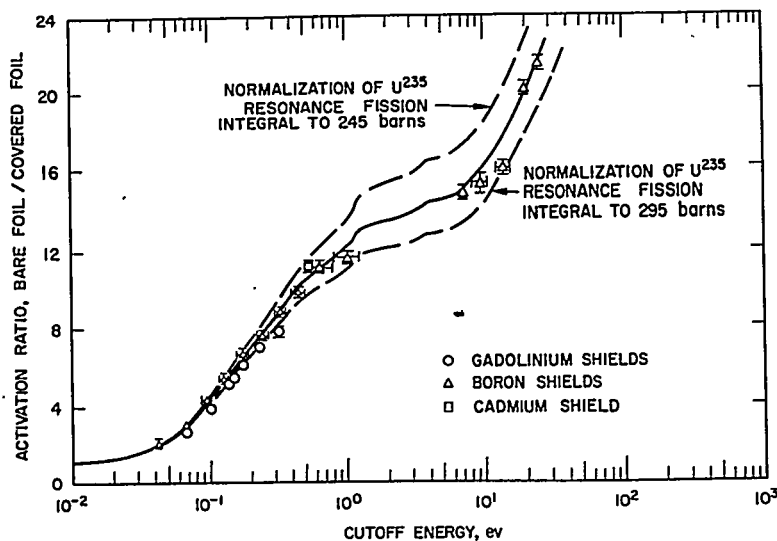 24
20
16
12
8
4
0
ACTIVATION RATIO, BARE FOIL / COVERED FOIL
NORMALIZATION OF U235
RESONANCE FISSION
INTEGRAL TO 245 barns
NORMALIZATION OF U235
RESONANCE FISSION
INTEGRAL TO 295 barns
GADOLINIUM SHIELDS
BORON SHIELDS
CADMIUM SHIELD
10-2
10-1
100
101
102
103
CUTOFF ENERGY, ev